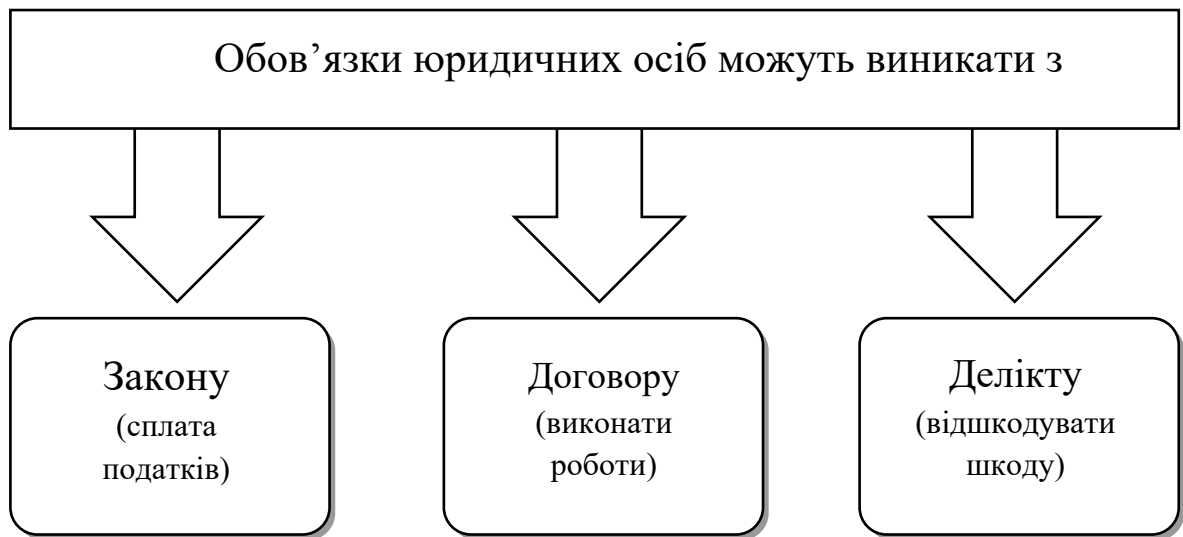 Обов’язки юридичних осіб можуть виникати з
Закону
(сплата
податків)
Договору
(виконати
роботи)
Делікту
(відшкодувати
шкоду)